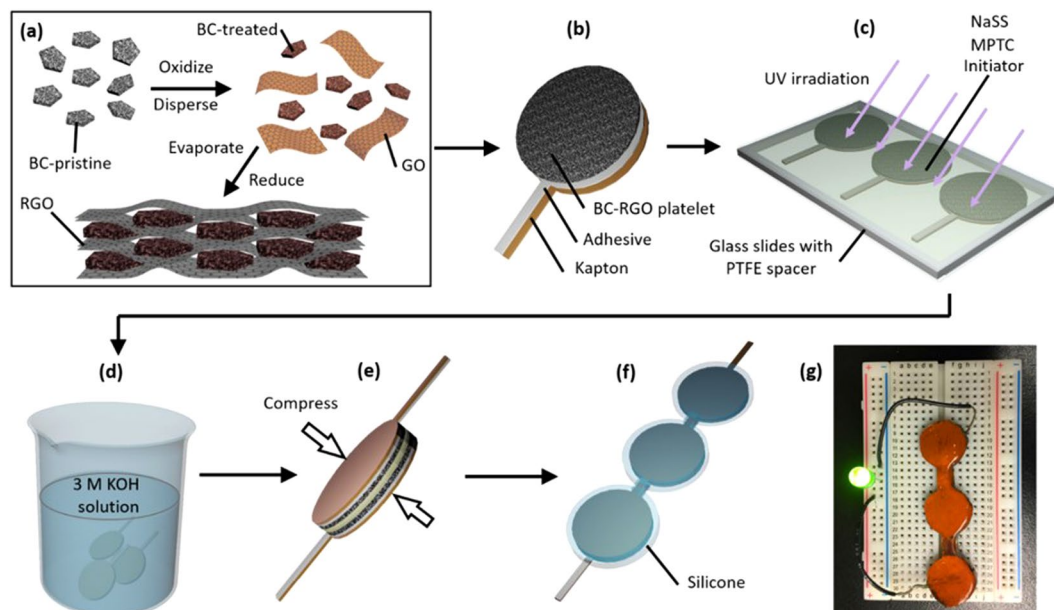 (a)
BC-treated
Oxidize
Disperse
BC-pristine
Evaporate
GO
Reduce
RGO
(b)
BC-RGO platelet
Adhesive
Kapton
(c)
NaSS
MPTC
Initiator
UV irradiation
Glass slides with
PTFE spacer
(d)
3 M KOH
solution
(e)
Compress
(f)
Silicone
(g)